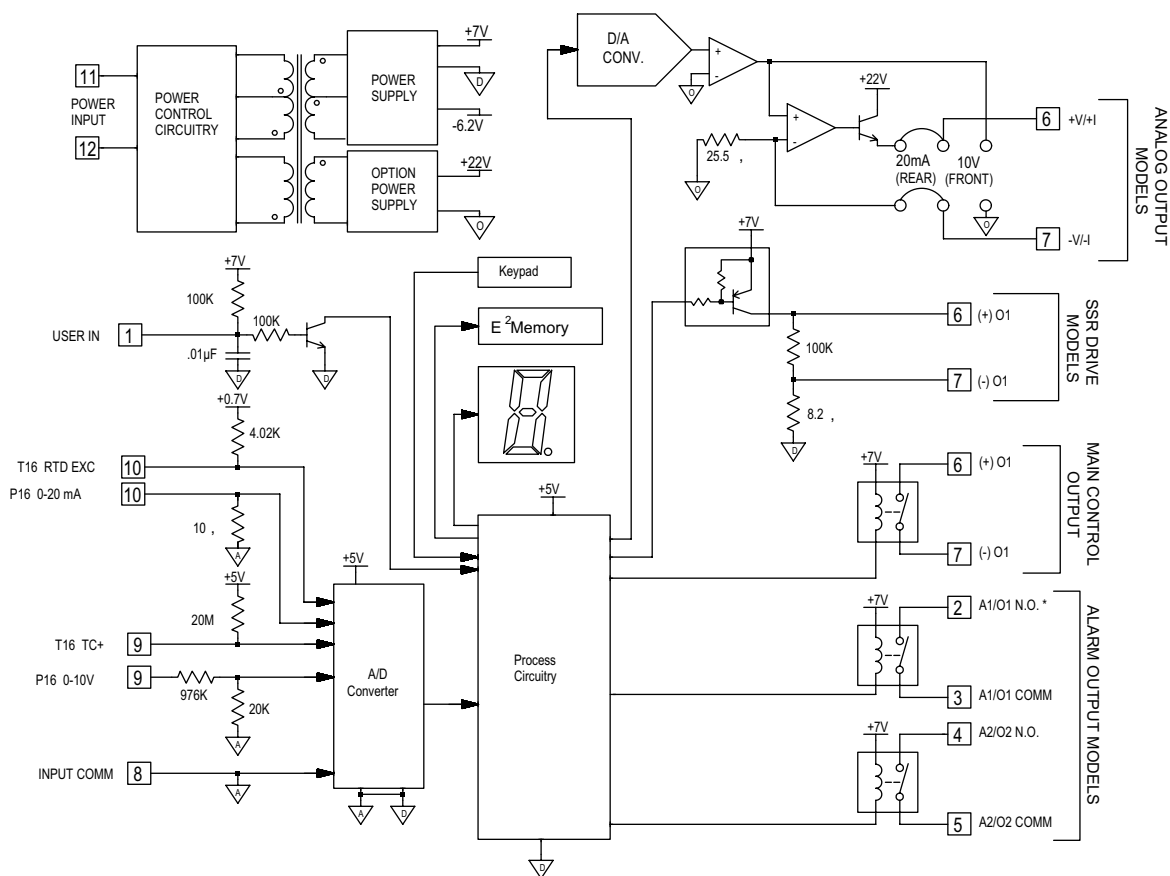 11
POWER
INPUT
12
POWER
CONTROL
CIRCUITRY
POWER
SUPPLY
+7V
D
-6.2V
OPTION
POWER
SUPPLY
+22V
O
D/A
CONV.
+
-
O
+22V
+
-
25.5 ,
O
20mA
(REAR)
10V
(FRONT)
O
6 +V/+I
7 -V/-I
ANALOG OUTPUT
MODELS
+7V
100K
USER IN 1
100K
.01µF
D
D
Keypad
E 2 Memory
+7V
6 (+) O1
100K
7 (-) O1
8.2 ,
D
SSR DRIVE
MODELS
+0.7V
4.02K
T16 RTD EXC 10
P16 0-20 mA 10
10 ,
A
+5V
20M
T16 TC+ 9
P16 0-10V 9
976K
20K
A
INPUT COMM 8
A
+5V
A/D
Converter
A
D
+5V
Process
Circuitry
D
+7V
6 (+) O1
7 (-) O1
MAIN CONTROL
OUTPUT
+7V
2 A1/O1 N.O. *
3 A1/O1 COMM
+7V
4 A2/O2 N.O.
5 A2/O2 COMM
ALARM OUTPUT MODELS